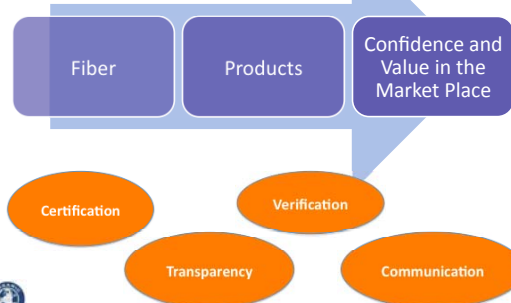 Fiber
Products
Confidence and
Value in the
Market Place
Certification
Verification
Transparency
Communication